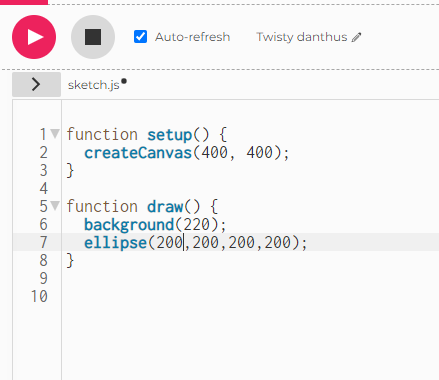 Auto-refresh Twisty danthus
sketch.js
1 function setup() {
2   createCanvas(400, 400);
3 }
4
5 function draw() {
6   background(220);
7   ellipse(200,200,200,200);
8 }
9
10